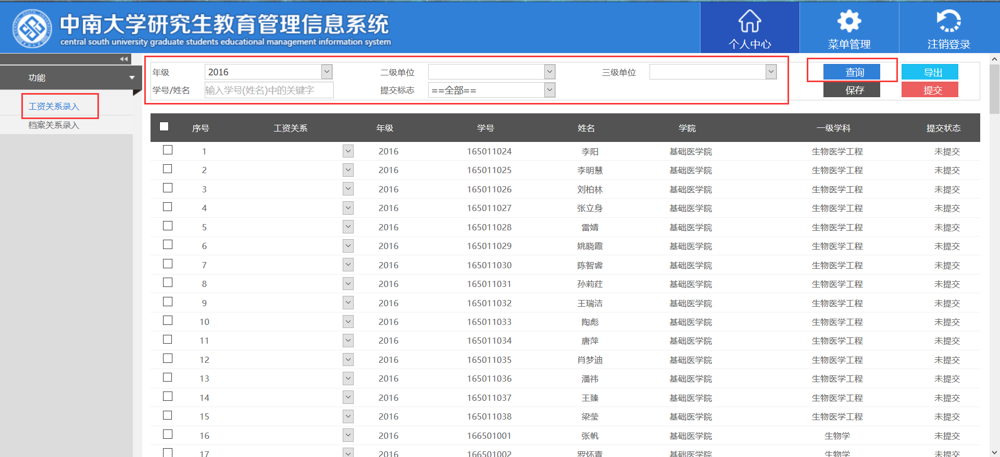 中南大学研究生教育管理信息系统
central south university graduate students educational management information system
个人中心 菜单管理 注销登录
功能
工资关系录入
档案关系录入
年级 2016 二级单位 三级单位 查询 导出
学号/姓名 输入学号(姓名)中的关键字 提交标志 ==全部== 保存 提交
序号 工资关系 年级 学号 姓名 学院 一级学科 提交状态
1 2016 165011024 李阳 基础医学院 生物医学工程 未提交
2 2016 165011025 李明慧 基础医学院 生物医学工程 未提交
3 2016 165011026 刘柏林 基础医学院 生物医学工程 未提交
4 2016 165011027 张立身 基础医学院 生物医学工程 未提交
5 2016 165011028 雷婧 基础医学院 生物医学工程 未提交
6 2016 165011029 姚晓霞 基础医学院 生物医学工程 未提交
7 2016 165011030 陈智睿 基础医学院 生物医学工程 未提交
8 2016 165011031 孙莉荭 基础医学院 生物医学工程 未提交
9 2016 165011032 王瑞洁 基础医学院 生物医学工程 未提交
10 2016 165011033 陶彪 基础医学院 生物医学工程 未提交
11 2016 165011034 唐萍 基础医学院 生物医学工程 未提交
12 2016 165011035 肖梦迪 基础医学院 生物医学工程 未提交
13 2016 165011036 潘祎 基础医学院 生物医学工程 未提交
14 2016 165011037 王臻 基础医学院 生物医学工程 未提交
15 2016 165011038 梁莹 基础医学院 生物医学工程 未提交
16 2016 166501001 张帆 基础医学院 生物学 未提交
17 2016 166501002 罗怀青 基础医学院 生物学 未提交